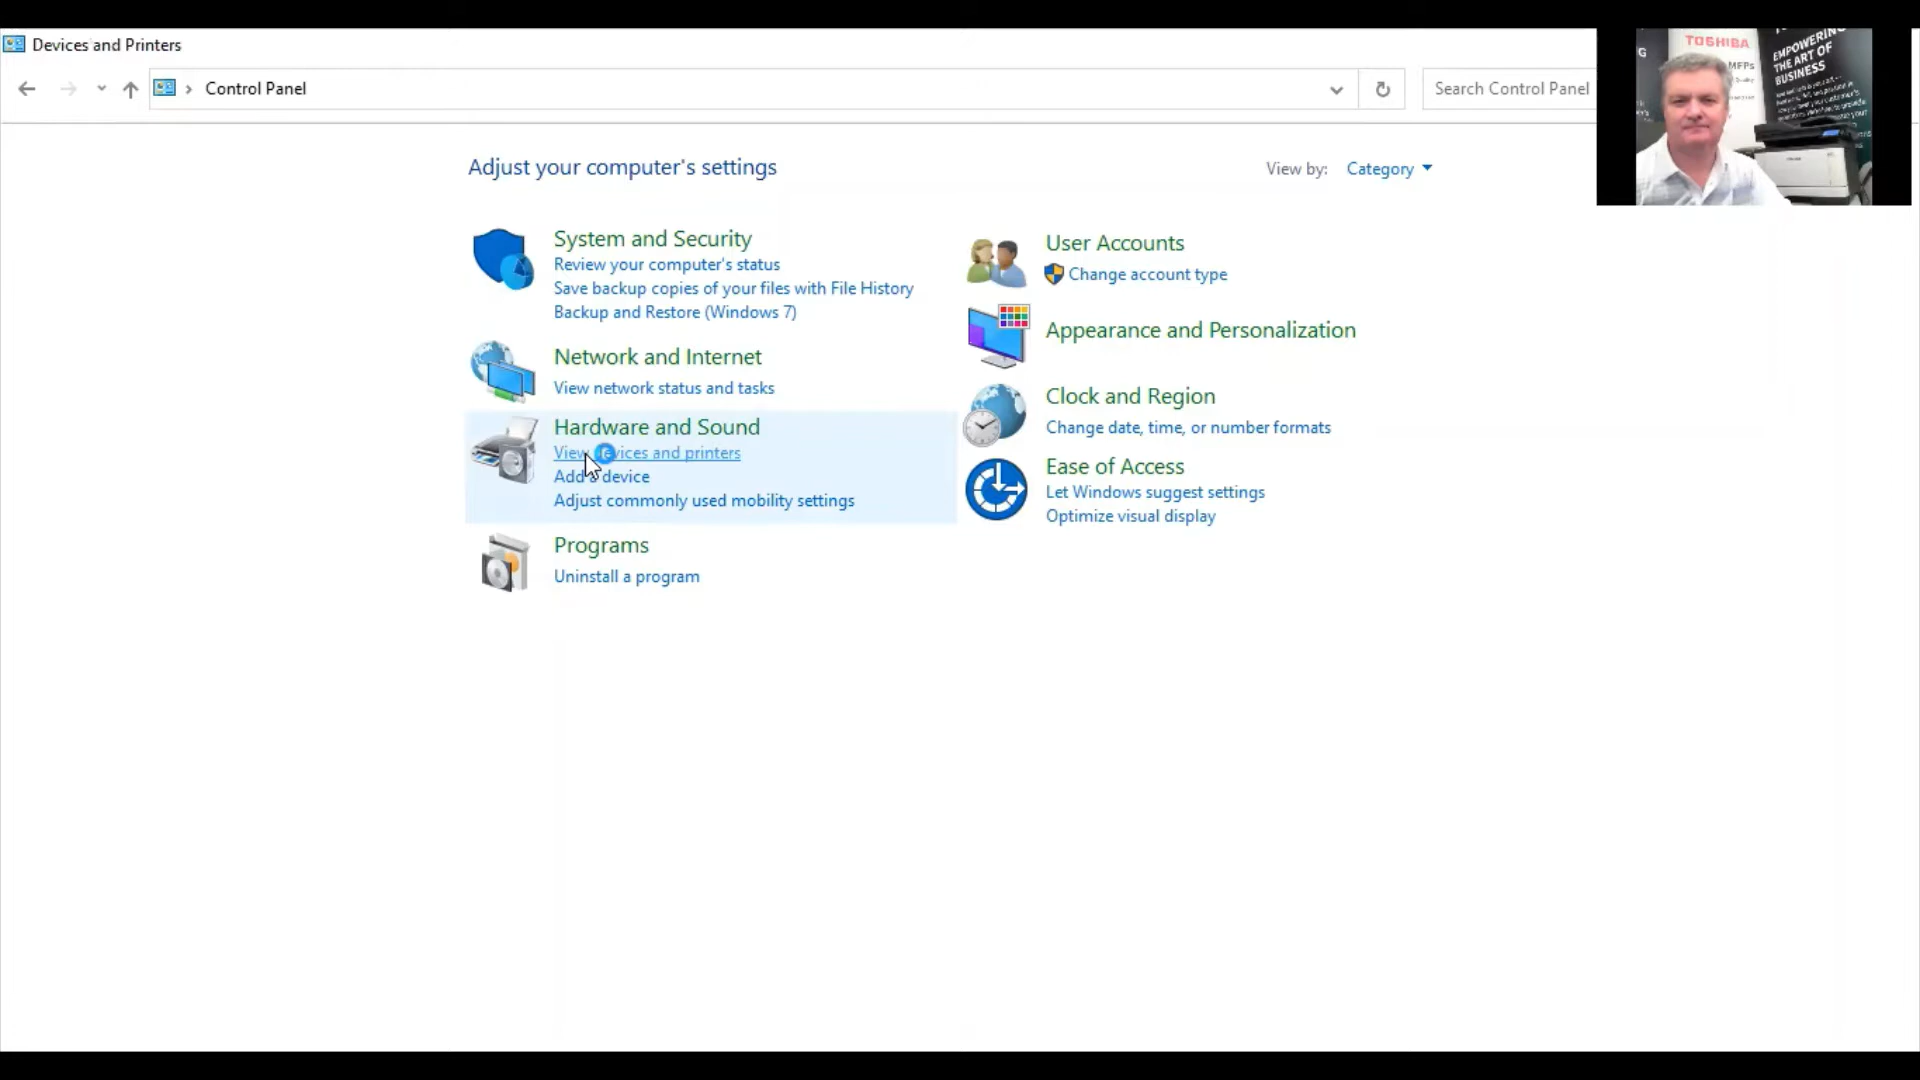 Devices and Printers
Control Panel
Search Control Panel
TOSHIBA
MFPs
EMPOWERING
THE ART OF
BUSINESS
Adjust your computer's settings
View by: Category
System and Security
Review your computer's status
Save backup copies of your files with File History
Backup and Restore (Windows 7)
Network and Internet
View network status and tasks
Hardware and Sound
View devices and printers
Add a device
Adjust commonly used mobility settings
Programs
Uninstall a program
User Accounts
Change account type
Appearance and Personalization
Clock and Region
Change date, time, or number formats
Ease of Access
Let Windows suggest settings
Optimize visual display